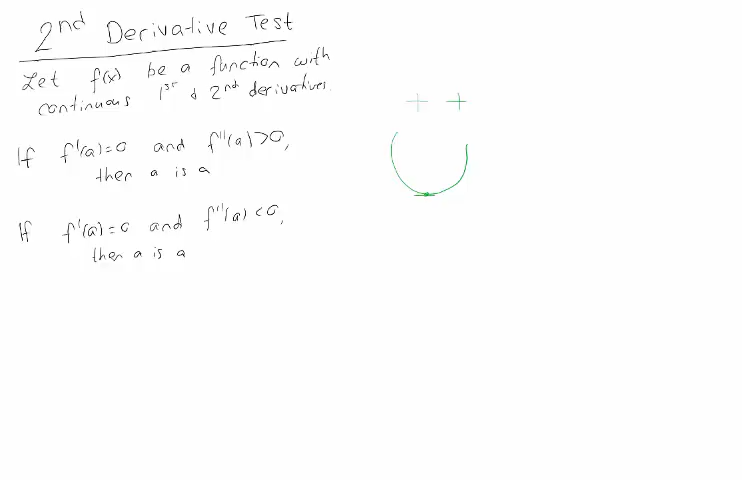 2nd Derivative Test
Let f(x) be a function with
continuous 1st & 2nd derivatives.
If f'(a)=0 and f''(a)>0,
then a is a
If f'(a)=0 and f''(a)<0,
then a is a
+ +